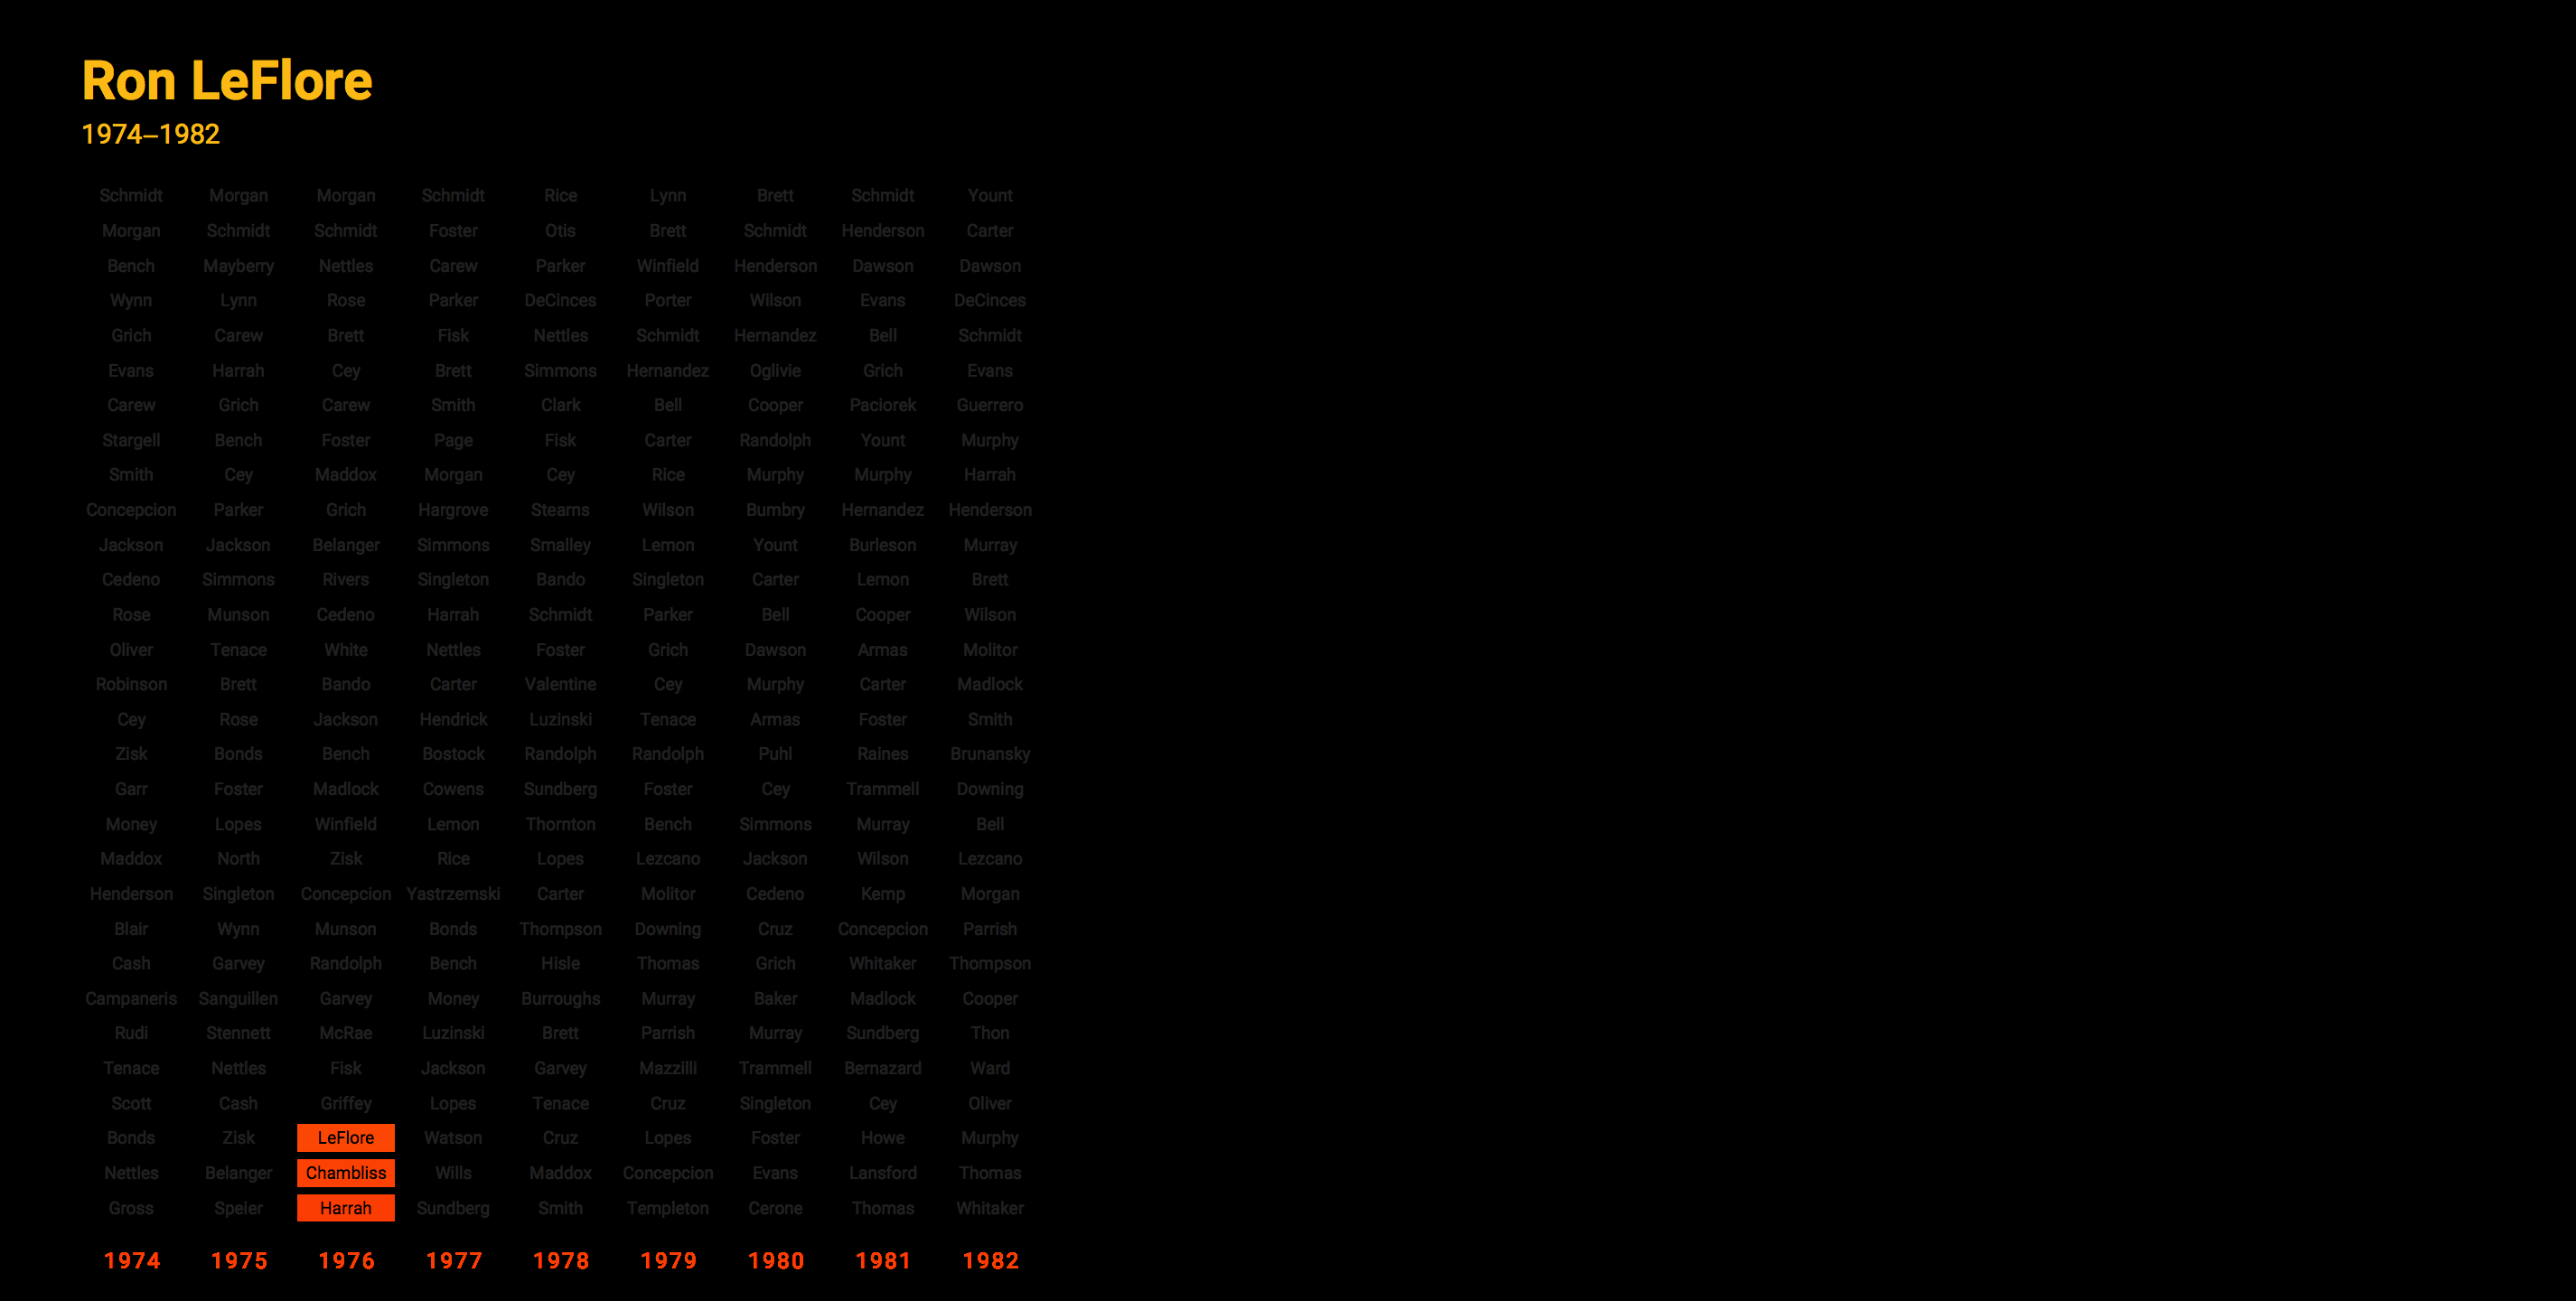 Ron LeFlore
1974–1982
Schmidt Morgan Morgan Schmidt Rice Lynn Brett Schmidt Yount
Morgan Schmidt Schmidt Foster Otis Brett Schmidt Henderson Carter
Bench Mayberry Nettles Carew Parker Winfield Henderson Dawson Dawson
Wynn Lynn Rose Parker DeCinces Porter Wilson Evans DeCinces
Grich Carew Brett Fisk Nettles Schmidt Hernandez Bell Schmidt
Evans Harrah Cey Brett Simmons Hernandez Oglivie Grich Evans
Carew Grich Carew Smith Clark Bell Cooper Paciorek Guerrero
Stargell Bench Foster Page Fisk Carter Randolph Yount Murphy
Smith Cey Maddox Morgan Cey Rice Murphy Murphy Harrah
Concepcion Parker Grich Hargrove Stearns Wilson Bumbry Hernandez Henderson
Jackson Jackson Belanger Simmons Smalley Lemon Yount Burleson Murray
Cedeno Simmons Rivers Singleton Bando Singleton Carter Lemon Brett
Rose Munson Cedeno Harrah Schmidt Parker Bell Cooper Wilson
Oliver Tenace White Nettles Foster Grich Dawson Armas Molitor
Robinson Brett Bando Carter Valentine Cey Murphy Carter Madlock
Cey Rose Jackson Hendrick Luzinski Tenace Armas Foster Smith
Zisk Bonds Bench Bostock Randolph Randolph Puhl Raines Brunansky
Garr Foster Madlock Cowens Sundberg Foster Cey Trammell Downing
Money Lopes Winfield Lemon Thornton Bench Simmons Murray Bell
Maddox North Zisk Rice Lopes Lezcano Jackson Wilson Lezcano
Henderson Singleton Concepcion Yastrzemski Carter Molitor Cedeno Kemp Morgan
Blair Wynn Munson Bonds Thompson Downing Cruz Concepcion Parrish
Cash Garvey Randolph Bench Hisle Thomas Grich Whitaker Thompson
Campaneris Sanguillen Garvey Money Burroughs Murray Baker Madlock Cooper
Rudi Stennett McRae Luzinski Brett Parrish Murray Sundberg Thon
Tenace Nettles Fisk Jackson Garvey Mazzilli Trammell Bernazard Ward
Scott Cash Griffey Lopes Tenace Cruz Singleton Cey Oliver
Bonds Zisk LeFlore Watson Cruz Lopes Foster Howe Murphy
Nettles Belanger Chambliss Wills Maddox Concepcion Evans Lansford Thomas
Gross Speier Harrah Sundberg Smith Templeton Cerone Thomas Whitaker
1974 1975 1976 1977 1978 1979 1980 1981 1982